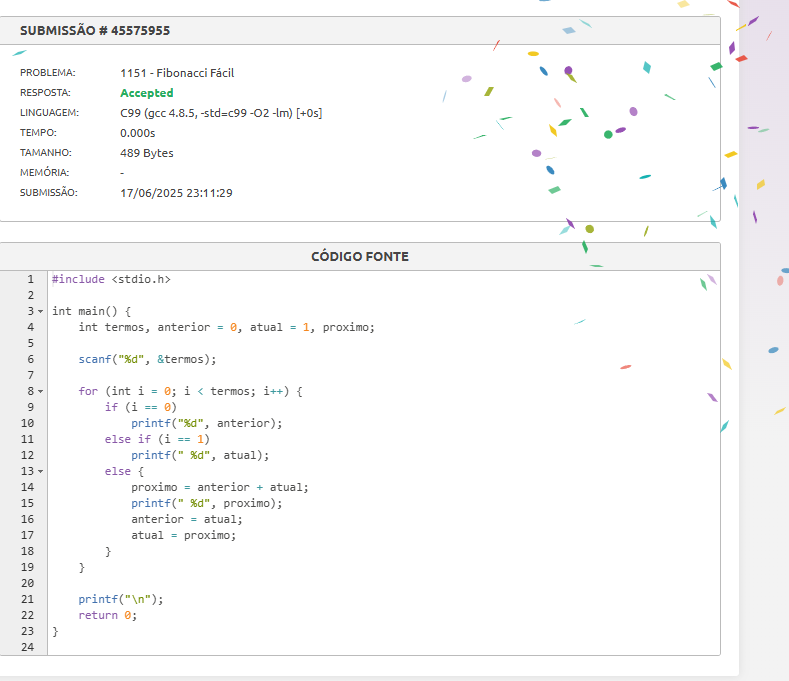 SUBMISSÃO # 45575955
PROBLEMA: 1151 - Fibonacci Fácil
RESPOSTA: Accepted
LINGUAGEM: C99 (gcc 4.8.5, -std=c99 -O2 -lm) [+0s]
TEMPO: 0.000s
TAMANHO: 489 Bytes
MEMÓRIA: -
SUBMISSÃO: 17/06/2025 23:11:29
CÓDIGO FONTE
1 #include <stdio.h>
2
3 int main() {
4     int termos, anterior = 0, atual = 1, proximo;
5
6     scanf("%d", &termos);
7
8     for (int i = 0; i < termos; i++) {
9         if (i == 0)
10             printf("%d", anterior);
11         else if (i == 1)
12             printf(" %d", atual);
13         else {
14             proximo = anterior + atual;
15             printf(" %d", proximo);
16             anterior = atual;
17             atual = proximo;
18         }
19     }
20
21     printf("\n");
22     return 0;
23 }
24